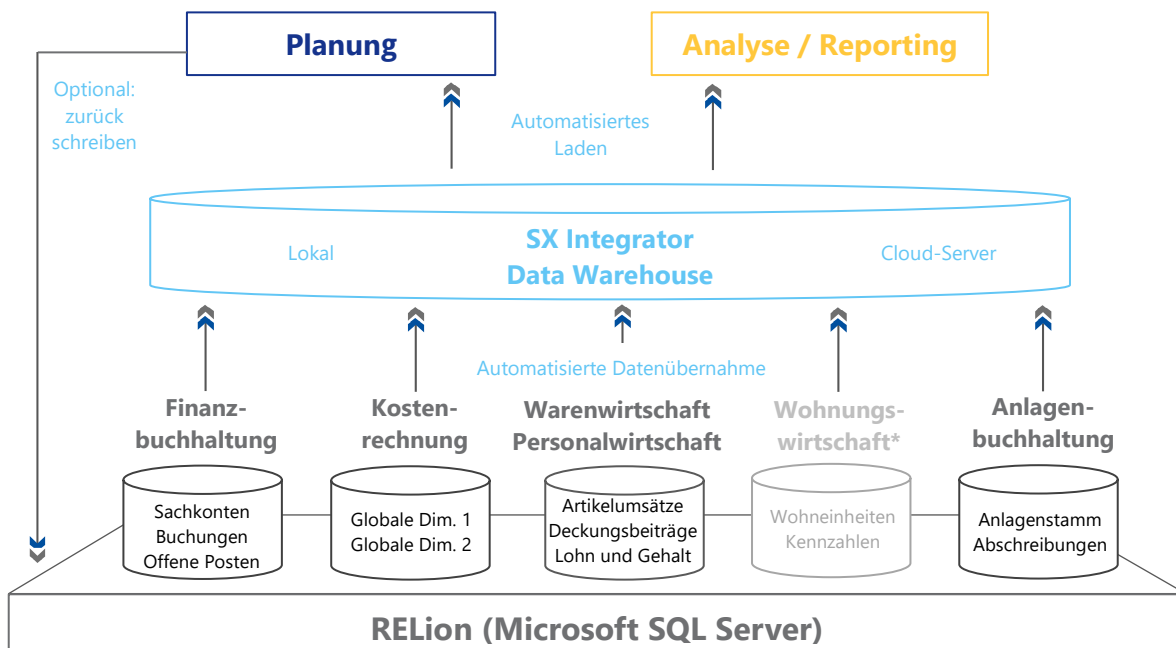 Planung
Analyse / Reporting
Optional:
zurück
schreiben
Automatisiertes
Laden
SX Integrator
Data Warehouse
Lokal
Cloud-Server
Automatisierte Datenübernahme
Finanz-
buchhaltung
Kosten-
rechnung
Warenwirtschaft
Personalwirtschaft
Wohnungs-
wirtschaft*
Anlagen-
buchhaltung
Sachkonten
Buchungen
Offene Posten
Globale Dim. 1
Globale Dim. 2
Artikelumsätze
Deckungsbeiträge
Lohn und Gehalt
Wohneinheiten
Kennzahlen
Anlagenstamm
Abschreibungen
RELion (Microsoft SQL Server)